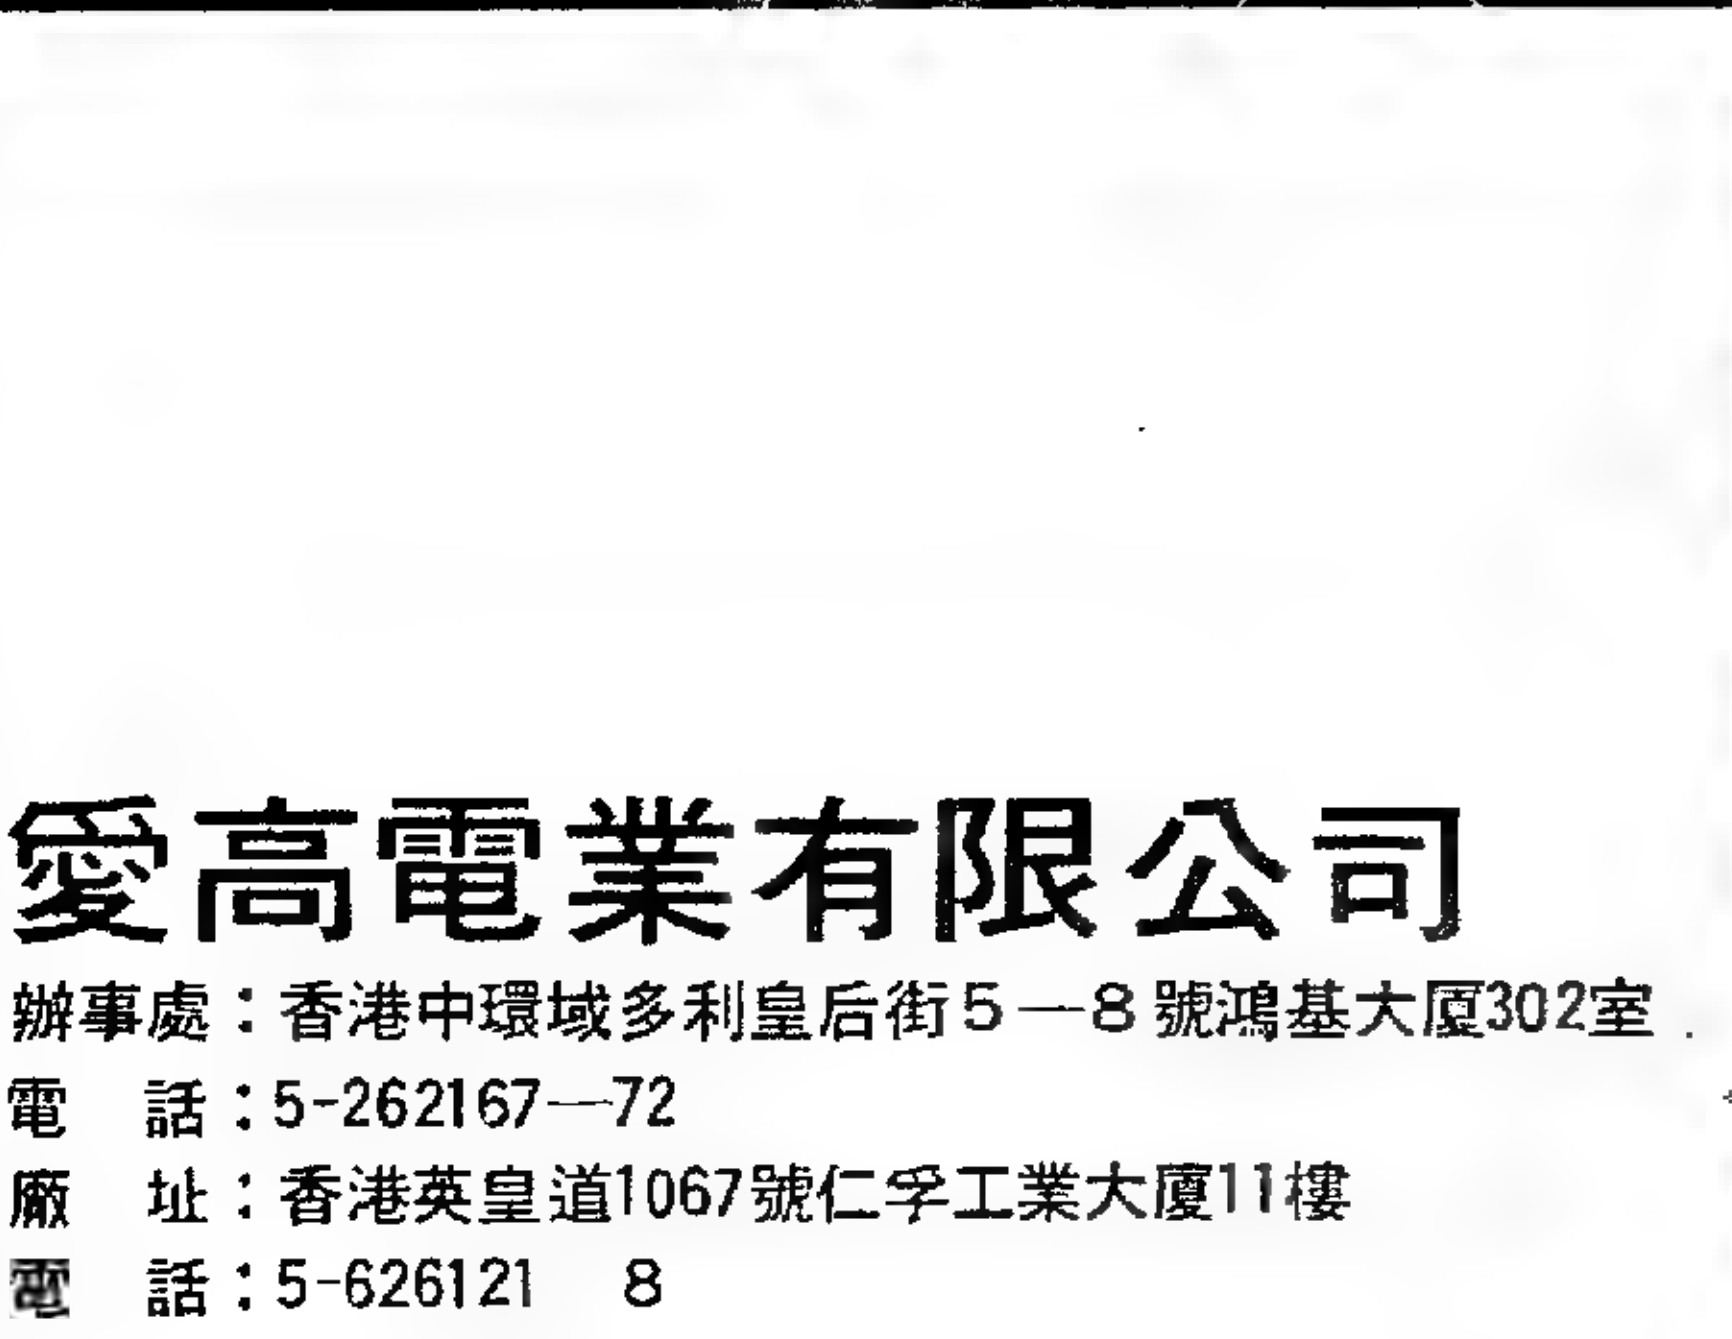 愛高電業有限公司
辦事處：香港中環域多利皇后街5—8號鴻基大厦302室
電　話：5-262167—72
廠　址：香港英皇道1067號仁孚工業大廈11樓
電　話：5-626121　8